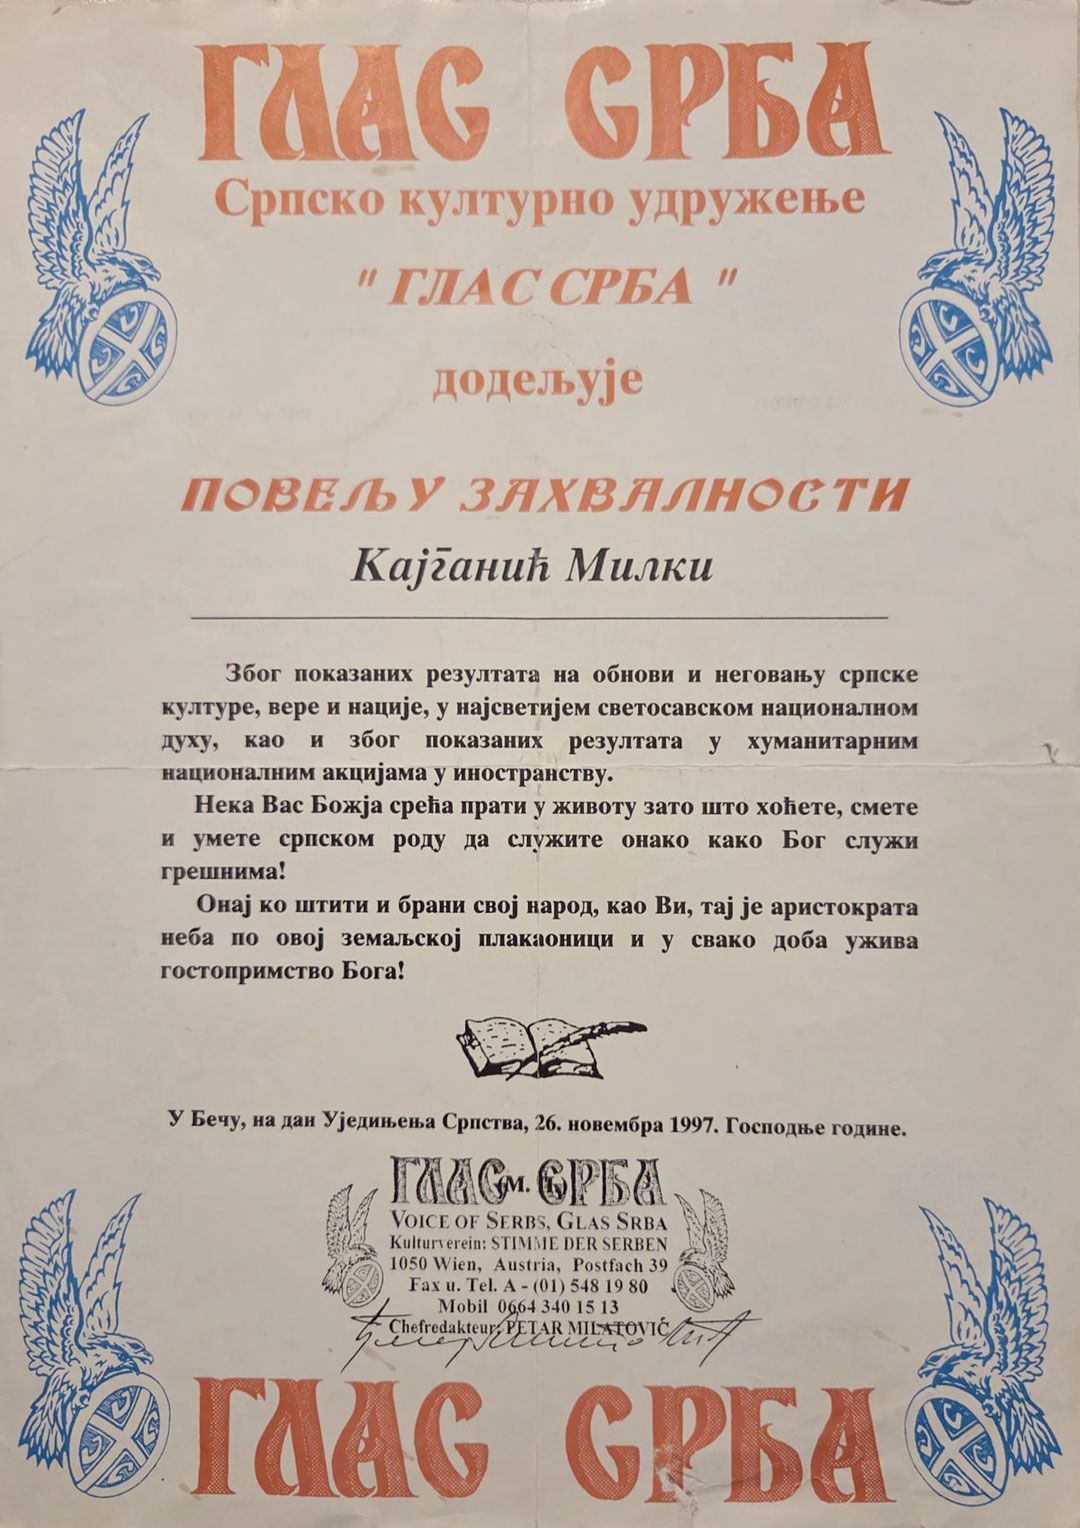 ГЛАС СРБА
Српско културно удружење
" ГЛАС СРБА "
додељује
ПОВЕЉУ ЗАХВАЛНОСТИ
Кајганић Милки
Због показаних резултата на обнови и неговању српске
културе, вере и нације, у најсветијем светосавском националном
духу, као и због показаних резултата у хуманитарним
националним акцијама у иностранству.
Нека Вас Божја срећа прати у животу зато што хоћете, смете
и умете српском роду да служите онако како Бог служи
грешнима!
Онај ко штити и брани свој народ, као Ви, тај је аристократа
неба по овој земаљској плакаоници и у свако доба ужива
гостопримство Бога!
У Бечу, на дан Уједињења Српства, 26. новембра 1997. Господње године.
ГЛАС СРБА
VOICE OF SERBS, GLAS SRBA
Kulturverein: STIMME DER SERBEN
1050 Wien, Austria, Postfach 39
Fax u. Tel. A - (01) 548 19 80
Mobil 0664 340 15 13
Chefredakteur: PETAR MILATOVIĆ
ГЛАС СРБА